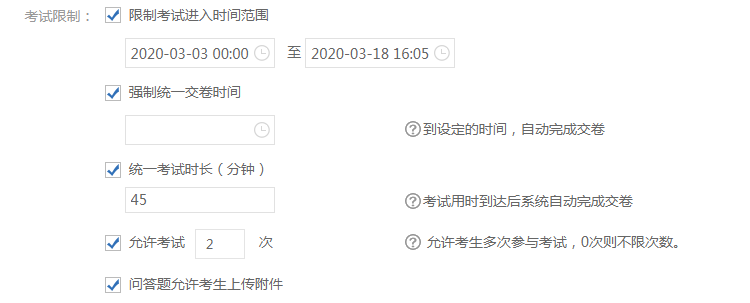 考试限制： 限制考试进入时间范围
2020-03-03 00:00 至 2020-03-18 16:05
强制统一交卷时间
到设定的时间，自动完成交卷
统一考试时长（分钟）
45 考试用时到达后系统自动完成交卷
允许考试 2 次 允许考生多次参与考试，0次则不限次数。
问答题允许考生上传附件